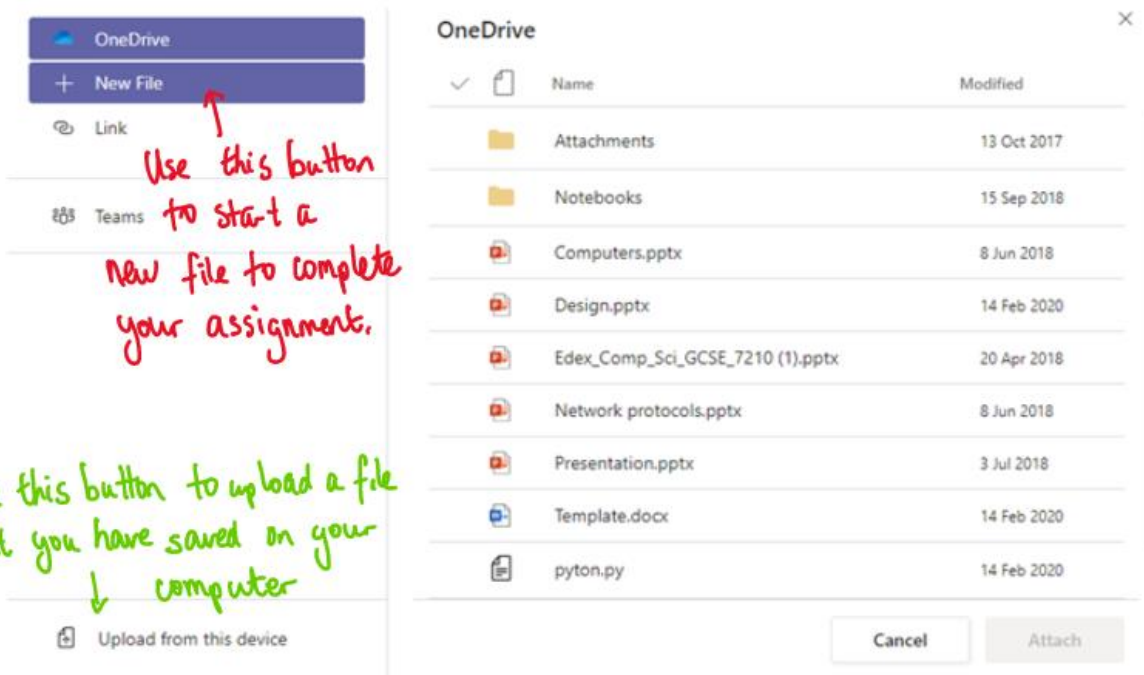 OneDrive
New File
Link
Use this button
Teams to start a
new file to complete
your assignment.
this button to upload a file
you have saved on your
computer
Upload from this device
OneDrive
Name Modified
Attachments 13 Oct 2017
Notebooks 15 Sep 2018
Computers.pptx 8 Jun 2018
Design.pptx 14 Feb 2020
Edex_Comp_Sci_GCSE_7210 (1).pptx 20 Apr 2018
Network protocols.pptx 8 Jun 2018
Presentation.pptx 3 Jul 2018
Template.docx 14 Feb 2020
pyton.py 14 Feb 2020
Cancel Attach